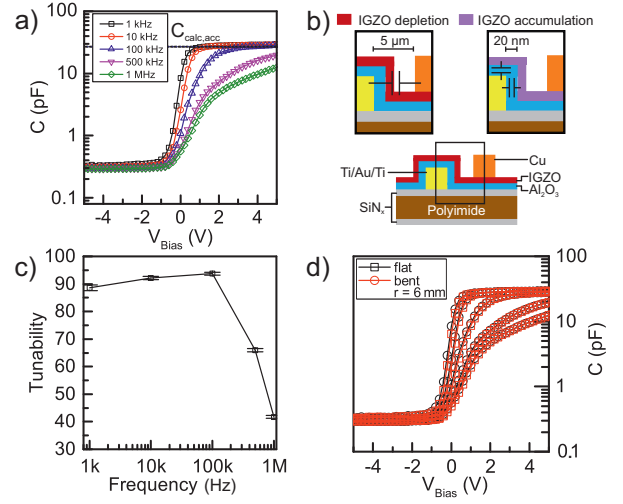 a)
1 kHz
10 kHz
100 kHz
500 kHz
1 MHz
C_calc,acc
C (pF)
100
10
1
0.1
-4 -2 0 2 4
V_Bias (V)
b)
IGZO depletion
IGZO accumulation
5 µm
20 nm
Ti/Au/Ti
Cu
IGZO
Al₂O₃
SiNₓ
Polyimide
c)
Tunability
100
90
80
70
60
50
40
30
1k 10k 100k 1M
Frequency (Hz)
d)
flat
bent
r = 6 mm
100
10
1
0.1
C (pF)
-4 -2 0 2 4
V_Bias (V)